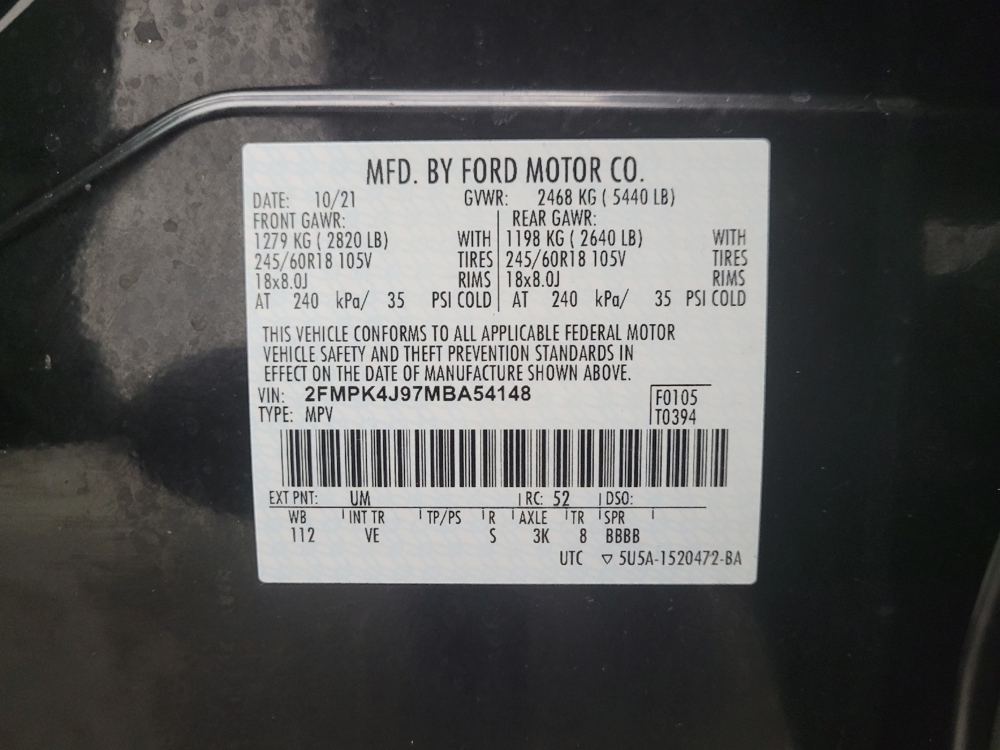 MFD. BY FORD MOTOR CO.
DATE: 10/21 GVWR: 2468 KG ( 5440 LB)
FRONT GAWR: REAR GAWR:
1279 KG ( 2820 LB) WITH 1198 KG ( 2640 LB) WITH
245/60R18 105V TIRES 245/60R18 105V TIRES
18x8.0J RIMS 18x8.0J RIMS
AT 240 kPa/ 35 PSI COLD AT 240 kPa/ 35 PSI COLD
THIS VEHICLE CONFORMS TO ALL APPLICABLE FEDERAL MOTOR
VEHICLE SAFETY AND THEFT PREVENTION STANDARDS IN
EFFECT ON THE DATE OF MANUFACTURE SHOWN ABOVE.
VIN: 2FMPK4J97MBA54148 F0105
TYPE: MPV T0394
EXT PNT: UM RC: 52 DSO:
WB INT TR TP/PS R AXLE TR SPR
112 VE S 3K 8 BBBB
UTC ▽ 5U5A-1520472-BA